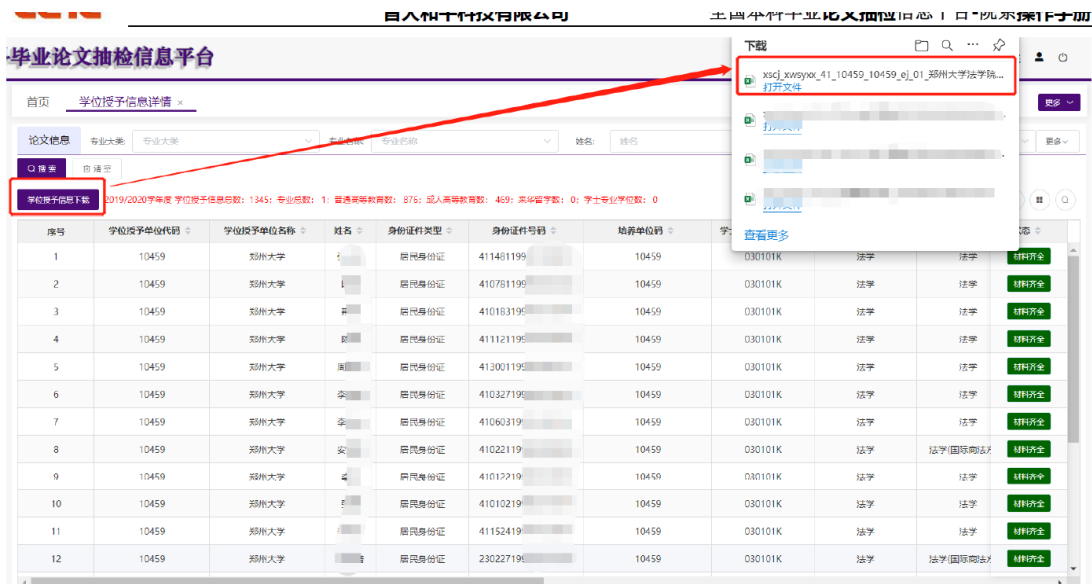 全国本科毕业论文抽检信息平台-院系操作手册
毕业论文抽检信息平台
首页 学位授予信息详情 ×
更多
论文信息 专业大类: 专业大类 专业名称: 专业名称 姓名: 姓名 更多
搜索 清空
学位授予信息下载 2019/2020学年度 学位授予信息总数: 1345; 专业总数: 1; 普通高等教育数: 876; 成人高等教育数: 469; 来华留学数: 0; 学士专业学位数: 0
下载
xscj_xwsyxx_41_10459_10459_ej_01_郑州大学法学院...
打开文件
打开文件
打开文件
查看更多
序号 学位授予单位代码 学位授予单位名称 姓名 身份证件类型 身份证件号码 培养单位码
1 10459 郑州大学 居民身份证 411481199 10459 030101K 法学 法学 材料齐全
2 10459 郑州大学 居民身份证 410781199 10459 030101K 法学 法学 材料齐全
3 10459 郑州大学 居民身份证 410183199 10459 030101K 法学 法学 材料齐全
4 10459 郑州大学 居民身份证 411121199 10459 030101K 法学 法学 材料齐全
5 10459 郑州大学 周 居民身份证 413001199 10459 030101K 法学 法学 材料齐全
6 10459 郑州大学 李 居民身份证 410327199 10459 030101K 法学 法学 材料齐全
7 10459 郑州大学 李 居民身份证 410603199 10459 030101K 法学 法学 材料齐全
8 10459 郑州大学 安 居民身份证 41022119 10459 030101K 法学 法学(国际商法方 材料齐全
9 10459 郑州大学 居民身份证 41012219 10459 030101K 法学 法学 材料齐全
10 10459 郑州大学 居民身份证 41010219 10459 030101K 法学 法学 材料齐全
11 10459 郑州大学 居民身份证 41152419 10459 030101K 法学 法学 材料齐全
12 10459 郑州大学 居民身份证 230227199 10459 030101K 法学 法学(国际商法方 材料齐全